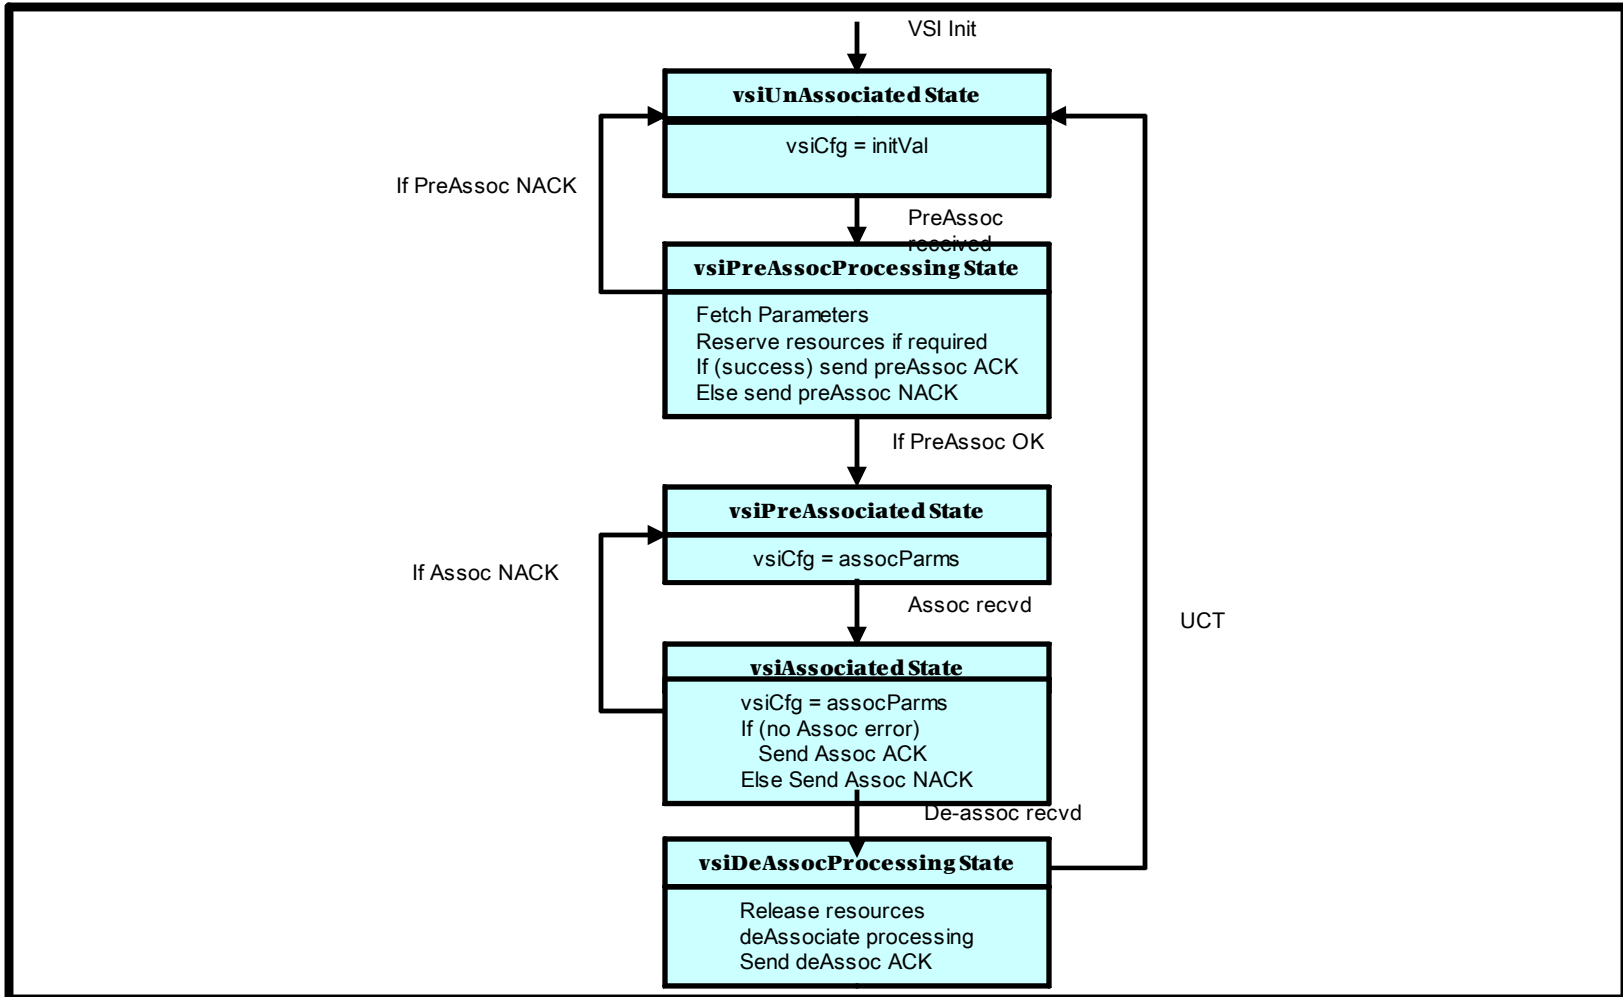 VSI Init
vsiUnAssociated State
vsiCfg = initVal
If PreAssoc NACK
PreAssoc
received
vsiPreAssocProcessing State
Fetch Parameters
Reserve resources if required
If (success) send preAssoc ACK
Else send preAssoc NACK
If PreAssoc OK
vsiPreAssociated State
vsiCfg = assocParms
If Assoc NACK
Assoc recvd
UCT
vsiAssociated State
vsiCfg = assocParms
If (no Assoc error)
Send Assoc ACK
Else Send Assoc NACK
De-assoc recvd
vsiDeAssocProcessing State
Release resources
deAssociate processing
Send deAssoc ACK